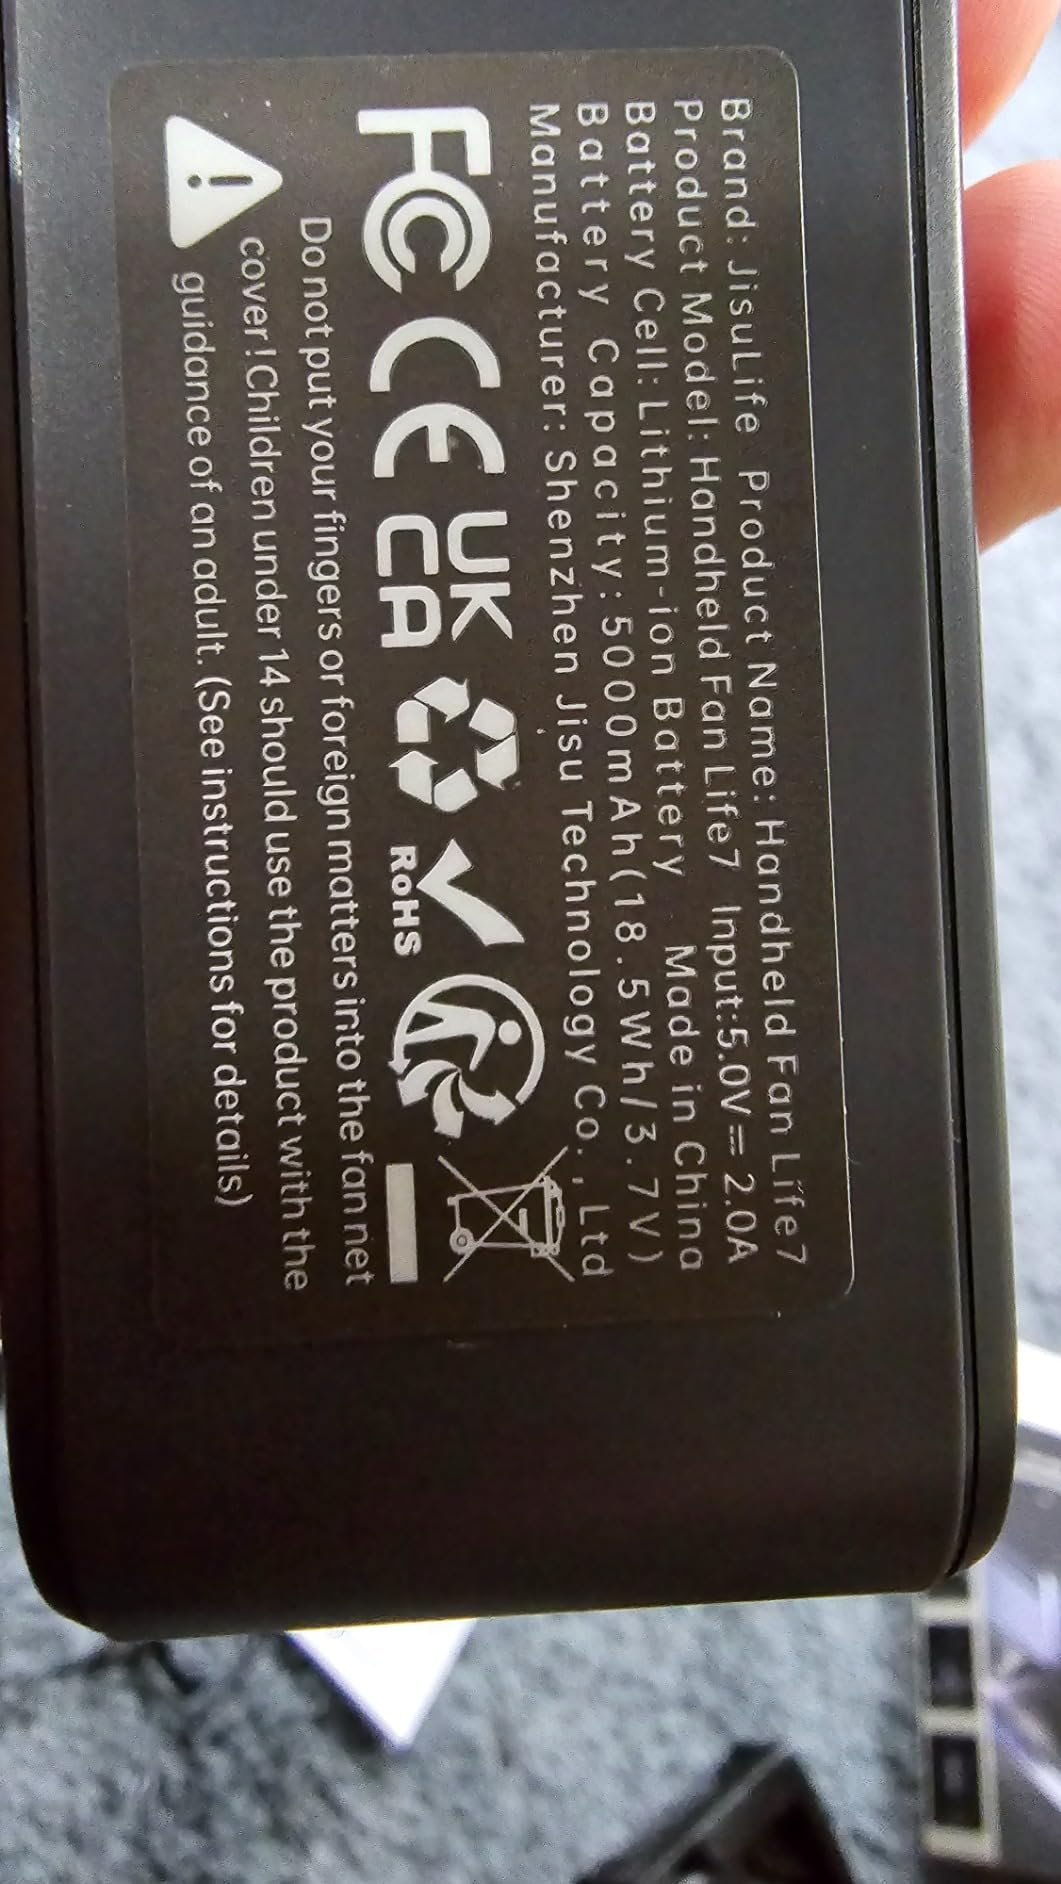 Brand: JisuLife Product Name: Handheld Fan Life7
Product Model: Handheld Fan Life7 Input:5.0V⎓2.0A
Battery Cell: Lithium-ion Battery Made in China
Battery Capacity: 5000mAh(18.5Wh/3.7V)
Manufacturer: Shenzhen Jisu Technology Co.,Ltd
FC CE UK CA RoHS
Do not put your fingers or foreign matters into the fan net
cover! Children under 14 should use the product with the
guidance of an adult. (See instructions for details)